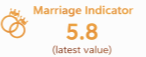 Marriage Indicator
5.8
(latest value)